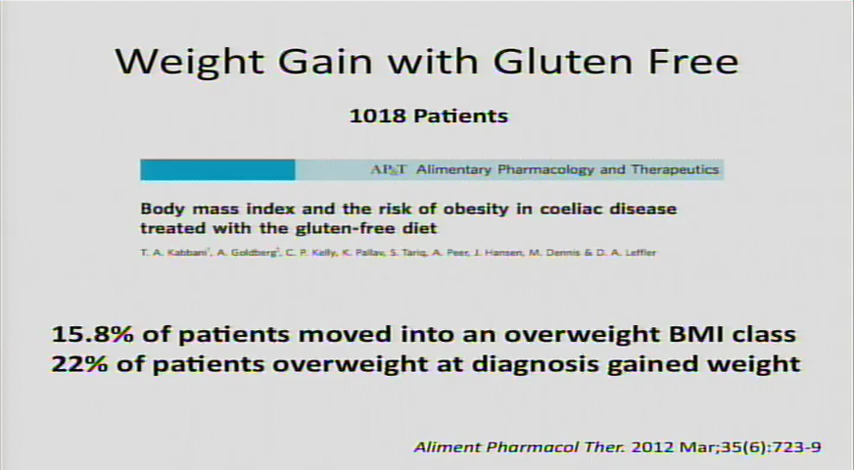 Weight Gain with Gluten Free
1018 Patients
AP&T Alimentary Pharmacology and Therapeutics
Body mass index and the risk of obesity in coeliac disease
treated with the gluten-free diet
T. A. Kabbani*, A. Goldberg*, C. P. Kelly, K. Pallav, S. Tariq, A. Peer, J. Hansen, M. Dennis & D. A. Leffler
15.8% of patients moved into an overweight BMI class
22% of patients overweight at diagnosis gained weight
Aliment Pharmacol Ther. 2012 Mar;35(6):723-9